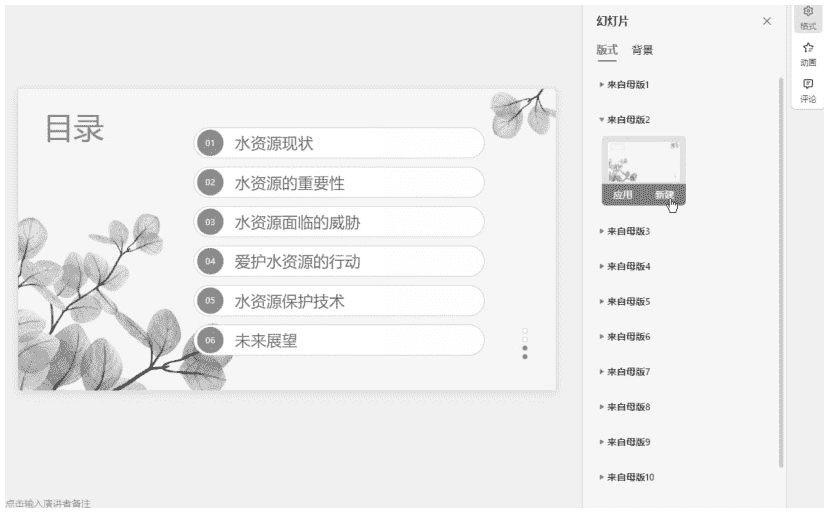 目录
01 水资源现状
02 水资源的重要性
03 水资源面临的威胁
04 爱护水资源的行动
05 水资源保护技术
06 未来展望
点击输入演讲者备注
幻灯片
版式 背景
来自母版1
来自母版2
应用 新建
来自母版3
来自母版4
来自母版5
来自母版6
来自母版7
来自母版8
来自母版9
来自母版10
格式
动画
评论